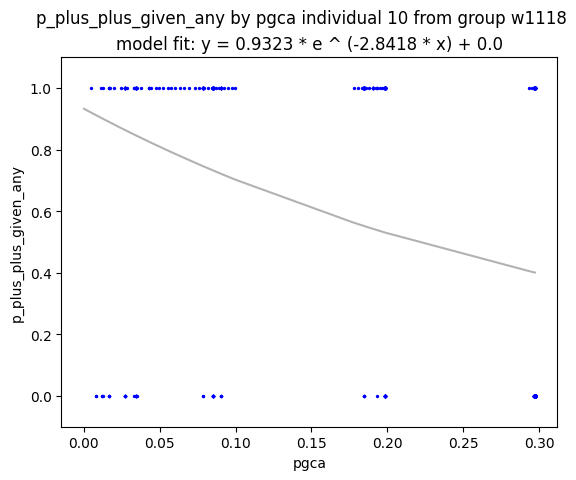 p_plus_plus_given_any by pgca individual 10 from group w1118
model fit: y = 0.9323 * e ^ (-2.8418 * x) + 0.0
1.0
0.8
0.6
0.4
0.2
0.0
p_plus_plus_given_any
0.00 0.05 0.10 0.15 0.20 0.25 0.30
pgca